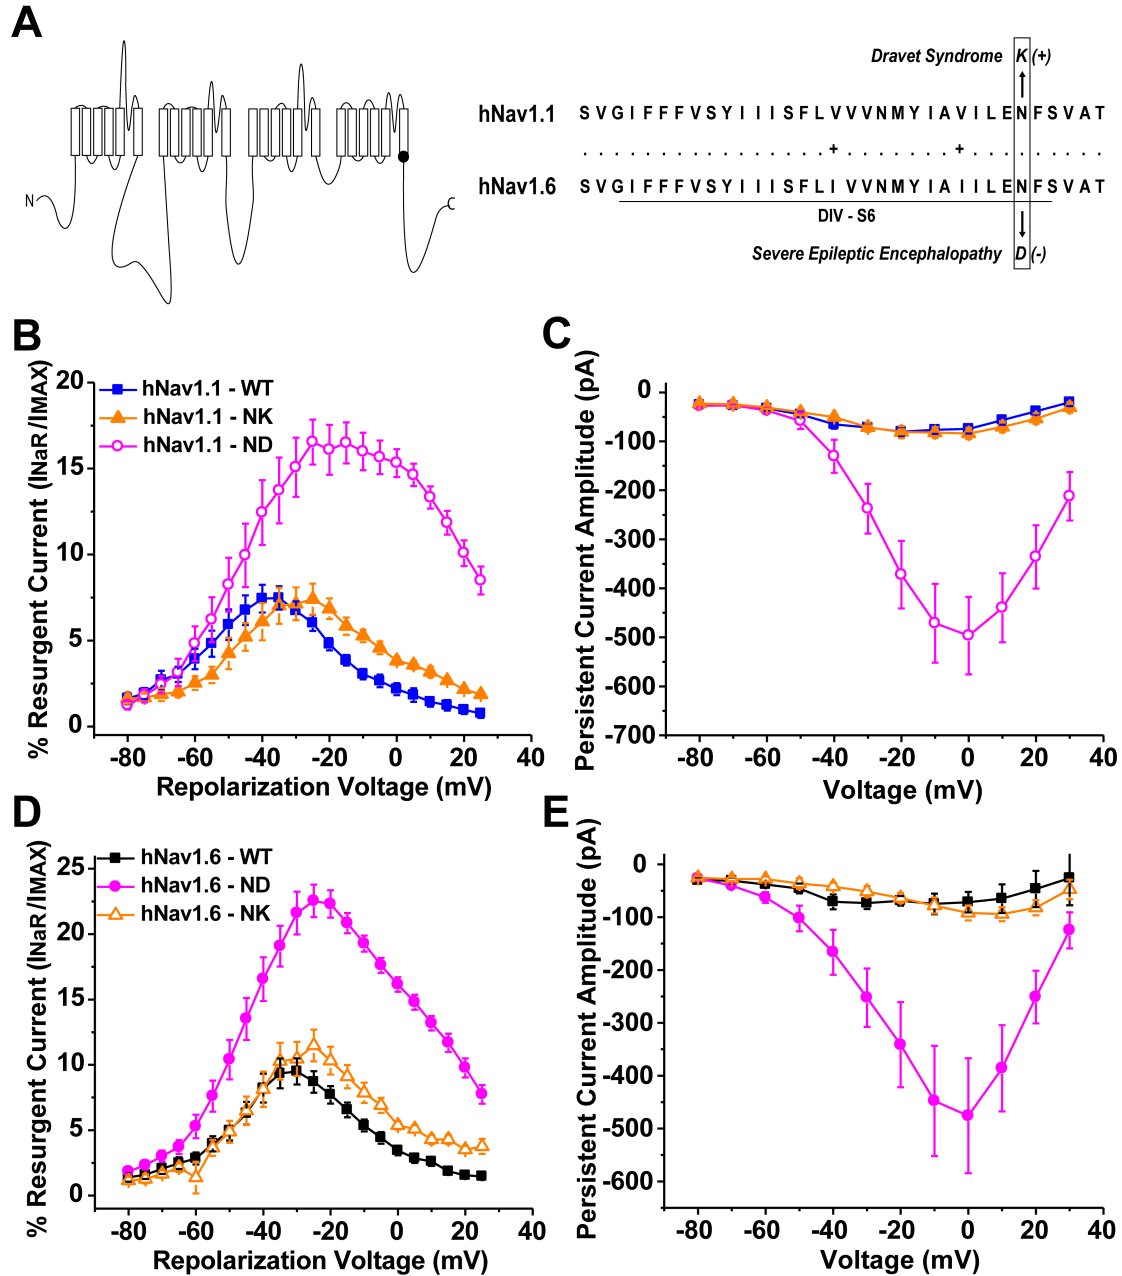 A
Dravet Syndrome K (+)
hNav1.1 S V G I F F F V S Y I I I S F L V V V N M Y I A V I L E N F S V A T
. . . . . . . . . . . . . . . . + . . . . . . . + . . . . . . . . .
hNav1.6 S V G I F F F V S Y I I I S F L I V V N M Y I A I I L E N F S V A T
DIV - S6
Severe Epileptic Encephalopathy D (-)
N
C
B
% Resurgent Current (INaR/IMAX)
20
15
10
5
0
hNav1.1 - WT
hNav1.1 - NK
hNav1.1 - ND
-80 -60 -40 -20 0 20 40
Repolarization Voltage (mV)
C
Persistent Current Amplitude (pA)
0
-100
-200
-300
-400
-500
-600
-700
-80 -60 -40 -20 0 20 40
Voltage (mV)
D
% Resurgent Current (INaR/IMAX)
25
20
15
10
5
0
hNav1.6 - WT
hNav1.6 - ND
hNav1.6 - NK
-80 -60 -40 -20 0 20 40
Repolarization Voltage (mV)
E
Persistent Current Amplitude (pA)
0
-100
-200
-300
-400
-500
-600
-80 -60 -40 -20 0 20 40
Voltage (mV)